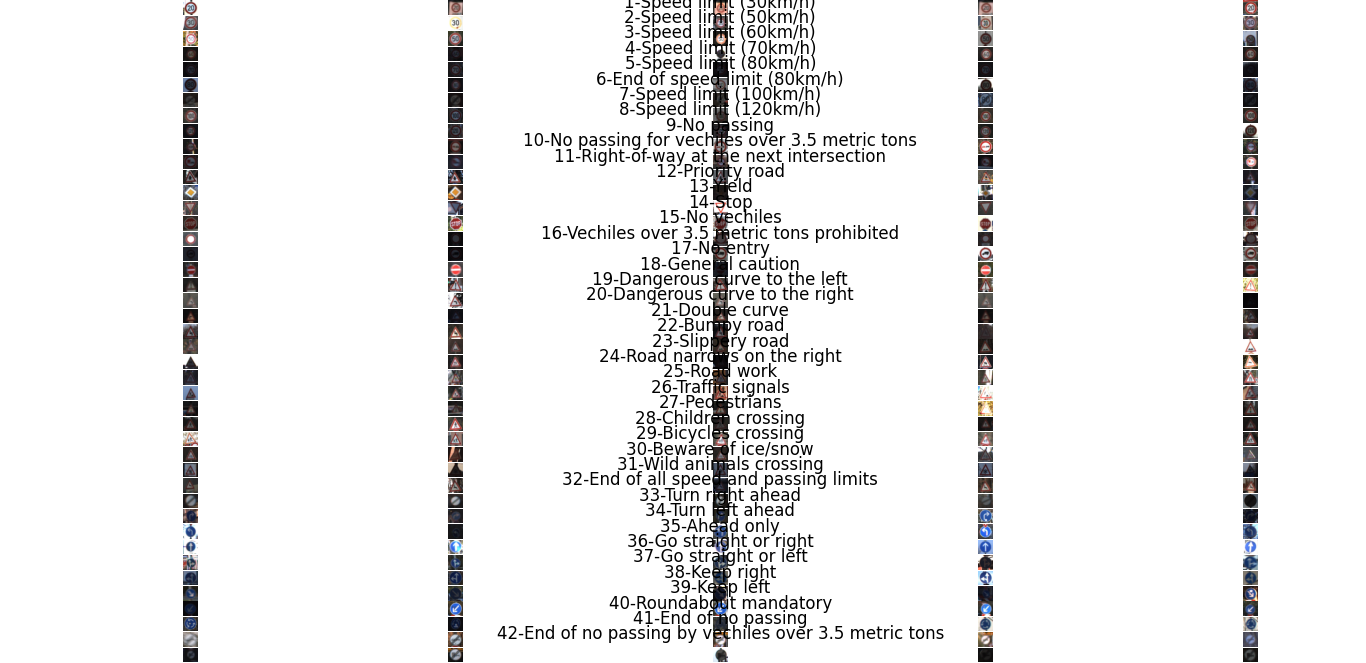 1-Speed limit (30km/h)
2-Speed limit (50km/h)
3-Speed limit (60km/h)
4-Speed limit (70km/h)
5-Speed limit (80km/h)
6-End of speed limit (80km/h)
7-Speed limit (100km/h)
8-Speed limit (120km/h)
9-No passing
10-No passing for vechiles over 3.5 metric tons
11-Right-of-way at the next intersection
12-Priority road
13-Yield
14-Stop
15-No vechiles
16-Vechiles over 3.5 metric tons prohibited
17-No entry
18-General caution
19-Dangerous curve to the left
20-Dangerous curve to the right
21-Double curve
22-Bumpy road
23-Slippery road
24-Road narrows on the right
25-Road work
26-Traffic signals
27-Pedestrians
28-Children crossing
29-Bicycles crossing
30-Beware of ice/snow
31-Wild animals crossing
32-End of all speed and passing limits
33-Turn right ahead
34-Turn left ahead
35-Ahead only
36-Go straight or right
37-Go straight or left
38-Keep right
39-Keep left
40-Roundabout mandatory
41-End of no passing
42-End of no passing by vechiles over 3.5 metric tons